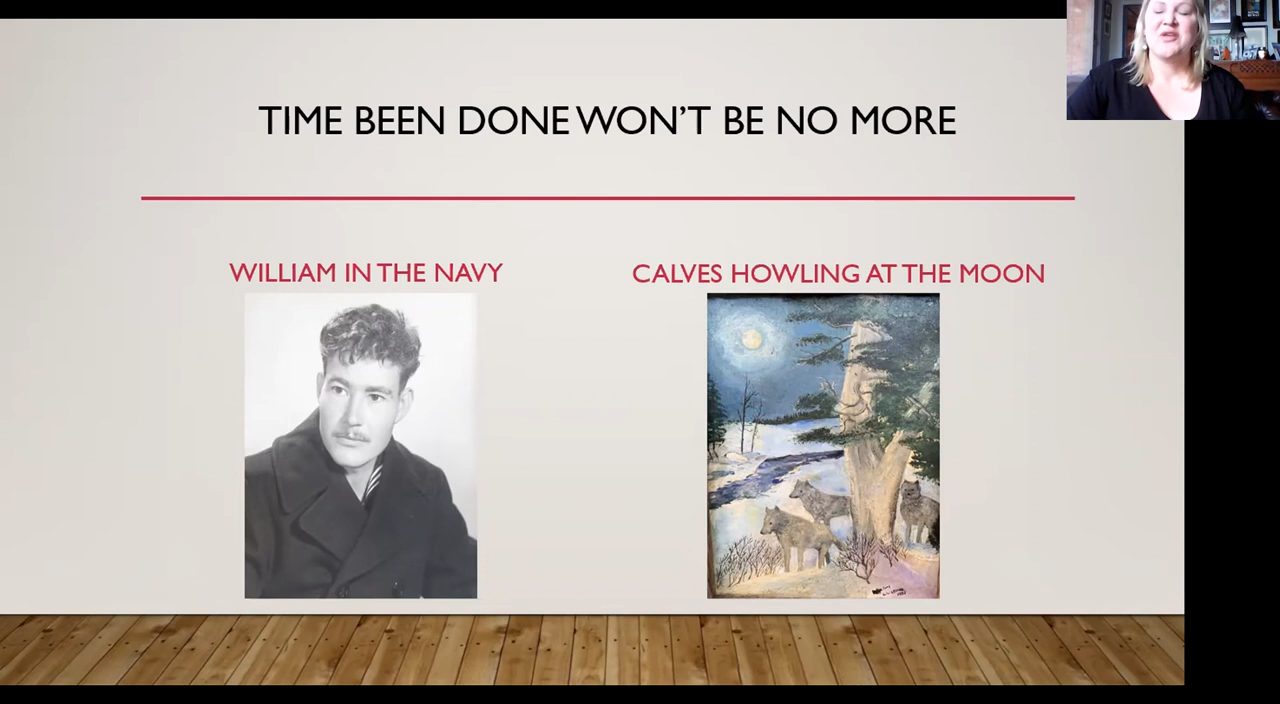 TIME BEEN DONE WON'T BE NO MORE
WILLIAM IN THE NAVY
CALVES HOWLING AT THE MOON